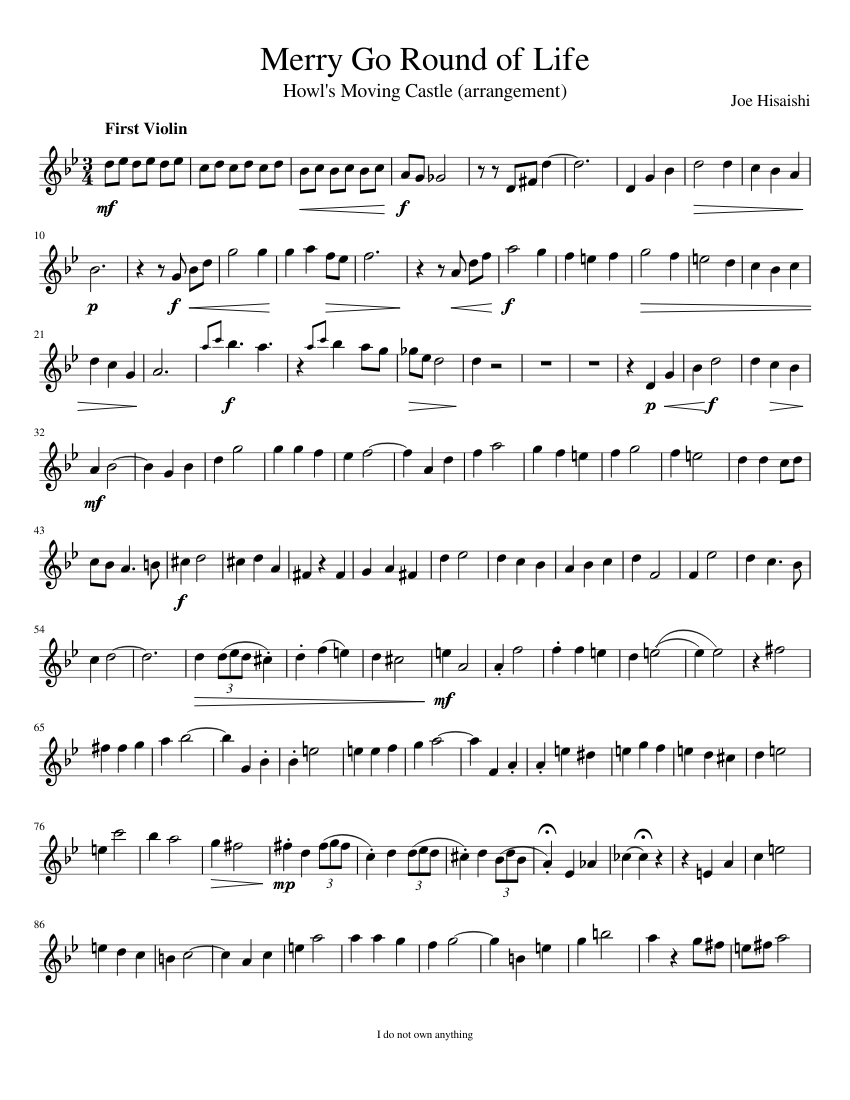 Merry Go Round of Life
Howl's Moving Castle (arrangement)
Joe Hisaishi
First Violin
3
4
mf
f
10
p
f
f
21
f
p
f
32
mf
43
f
54
3
mf
65
76
mp
3
3
3
86
I do not own anything